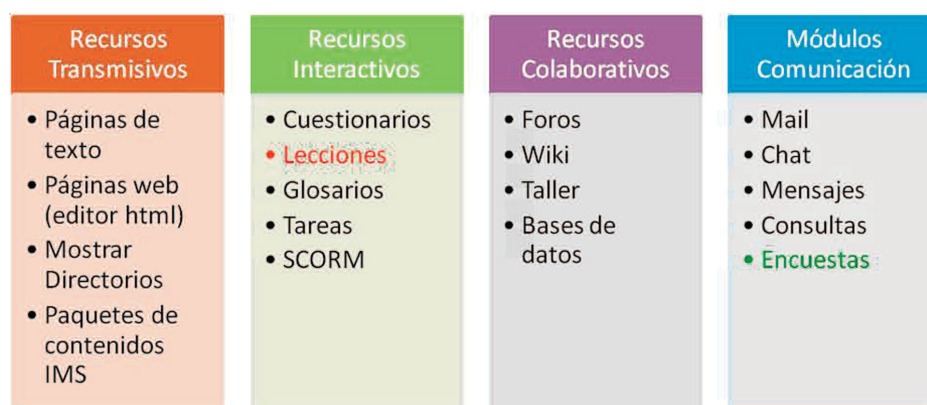 Recursos
Transmisivos
• Páginas de
texto
• Páginas web
(editor html)
• Mostrar
Directorios
• Paquetes de
contenidos
IMS
Recursos
Interactivos
• Cuestionarios
• Lecciones
• Glosarios
• Tareas
• SCORM
Recursos
Colaborativos
• Foros
• Wiki
• Taller
• Bases de
datos
Módulos
Comunicación
• Mail
• Chat
• Mensajes
• Consultas
• Encuestas